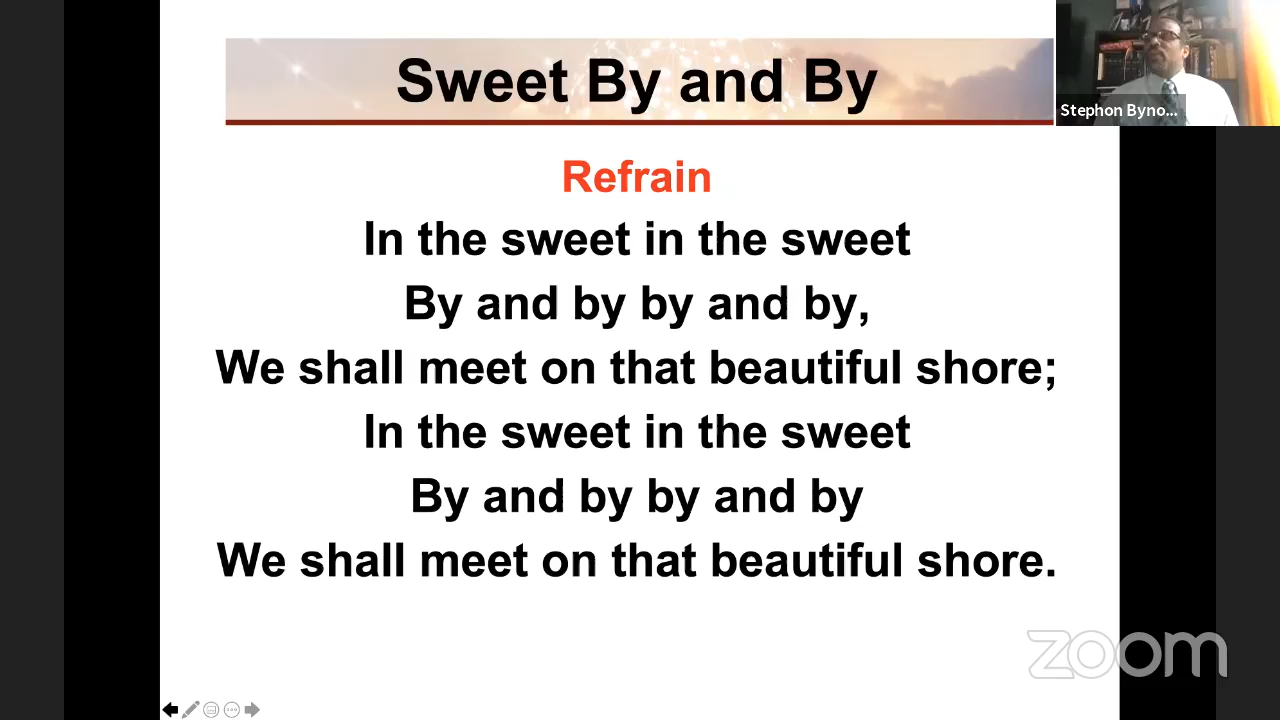 Sweet By and By
Stephon Byno...
Refrain
In the sweet in the sweet
By and by by and by,
We shall meet on that beautiful shore;
In the sweet in the sweet
By and by by and by
We shall meet on that beautiful shore.
zoom